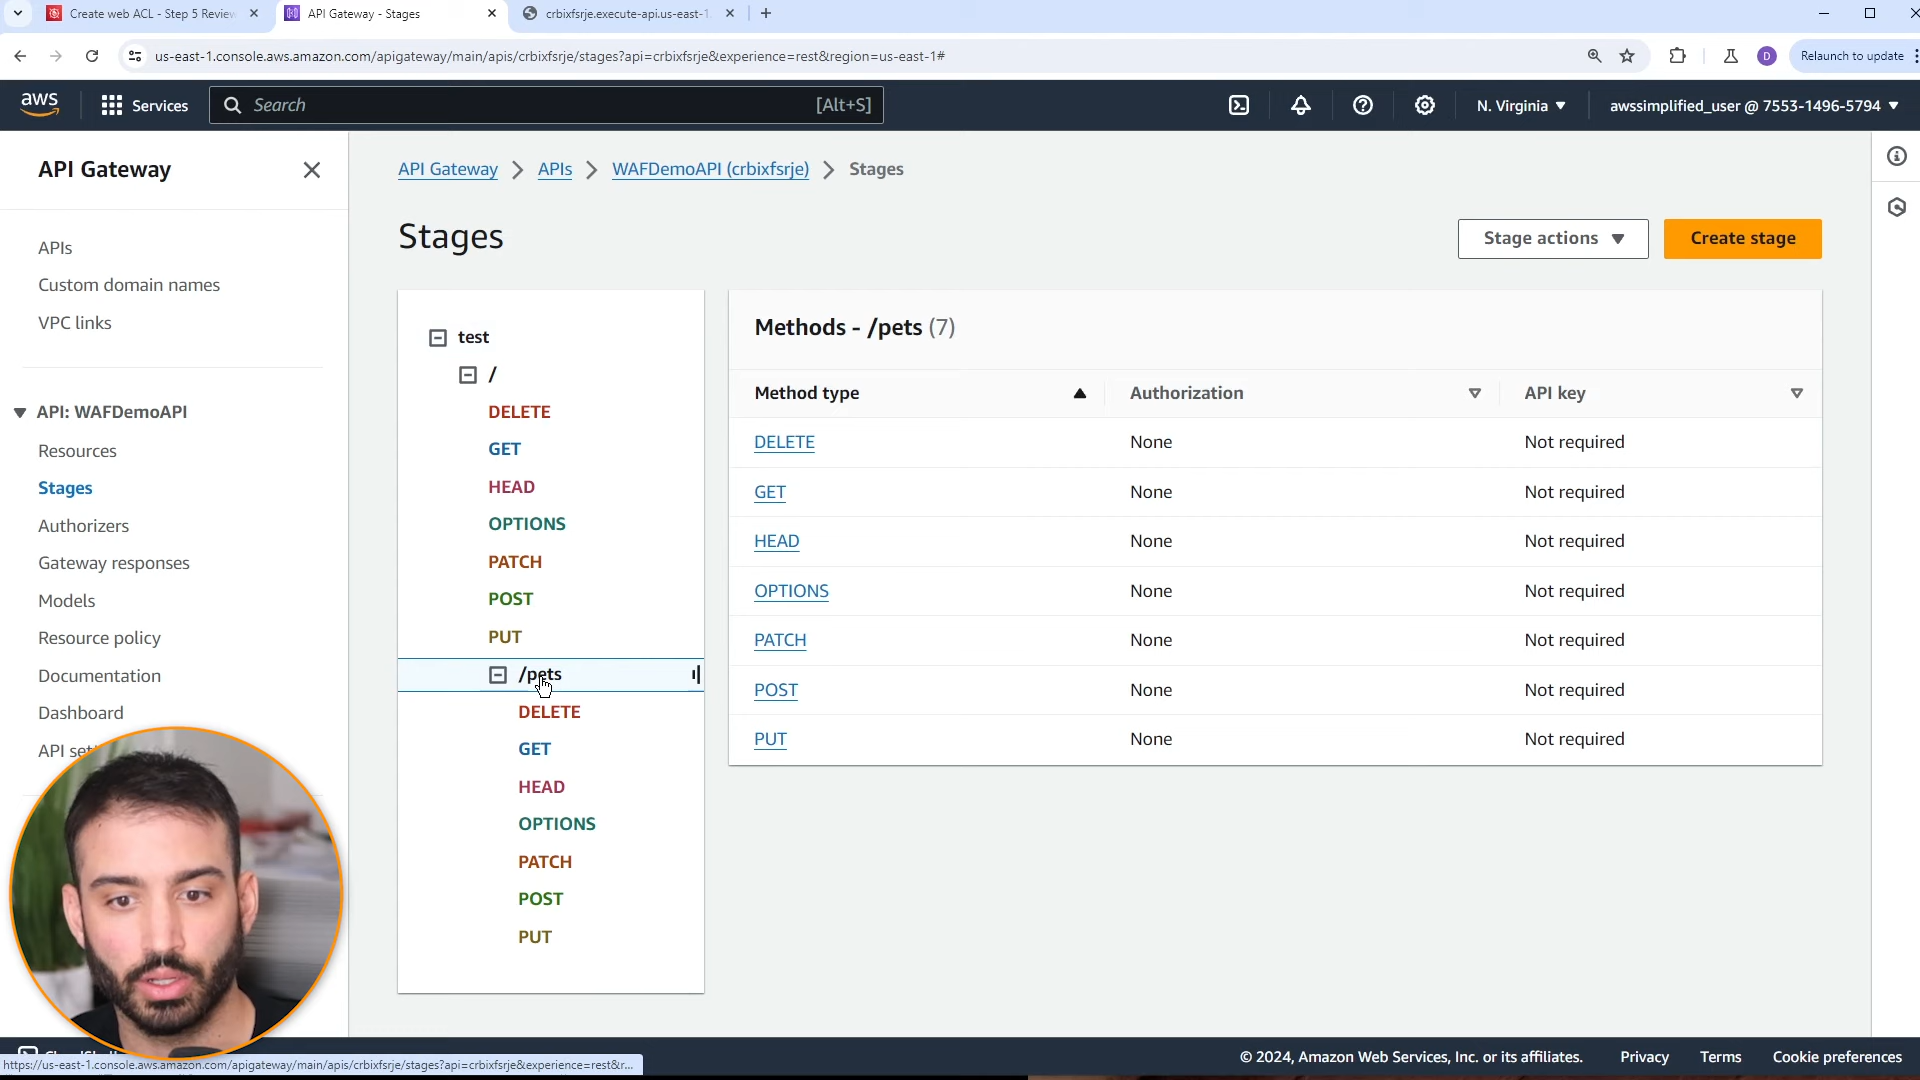 Create web ACL - Step 5 Review
API Gateway - Stages
crbixfsrje.execute-api.us-east-1
us-east-1.console.aws.amazon.com/apigateway/main/apis/crbixfsrje/stages?api=crbixfsrje&experience=rest&region=us-east-1#
Relaunch to update
aws
Services
Search
[Alt+S]
N. Virginia
awssimplified_user @ 7553-1496-5794
API Gateway
APIs
Custom domain names
VPC links
API: WAFDemoAPI
Resources
Stages
Authorizers
Gateway responses
Models
Resource policy
Documentation
Dashboard
API Gateway
APIs
WAFDemoAPI (crbixfsrje)
Stages
Stages
Stage actions
Create stage
test
/
DELETE
GET
HEAD
OPTIONS
PATCH
POST
PUT
/pets
DELETE
GET
HEAD
OPTIONS
PATCH
POST
PUT
Methods - /pets (7)
Method type Authorization API key
DELETE None Not required
GET None Not required
HEAD None Not required
OPTIONS None Not required
PATCH None Not required
POST None Not required
PUT None Not required
https://us-east-1.console.aws.amazon.com/apigateway/main/apis/crbixfsrje/stages?api=crbixfsrje&experience=rest&r...
© 2024, Amazon Web Services, Inc. or its affiliates.
Privacy
Terms
Cookie preferences
D